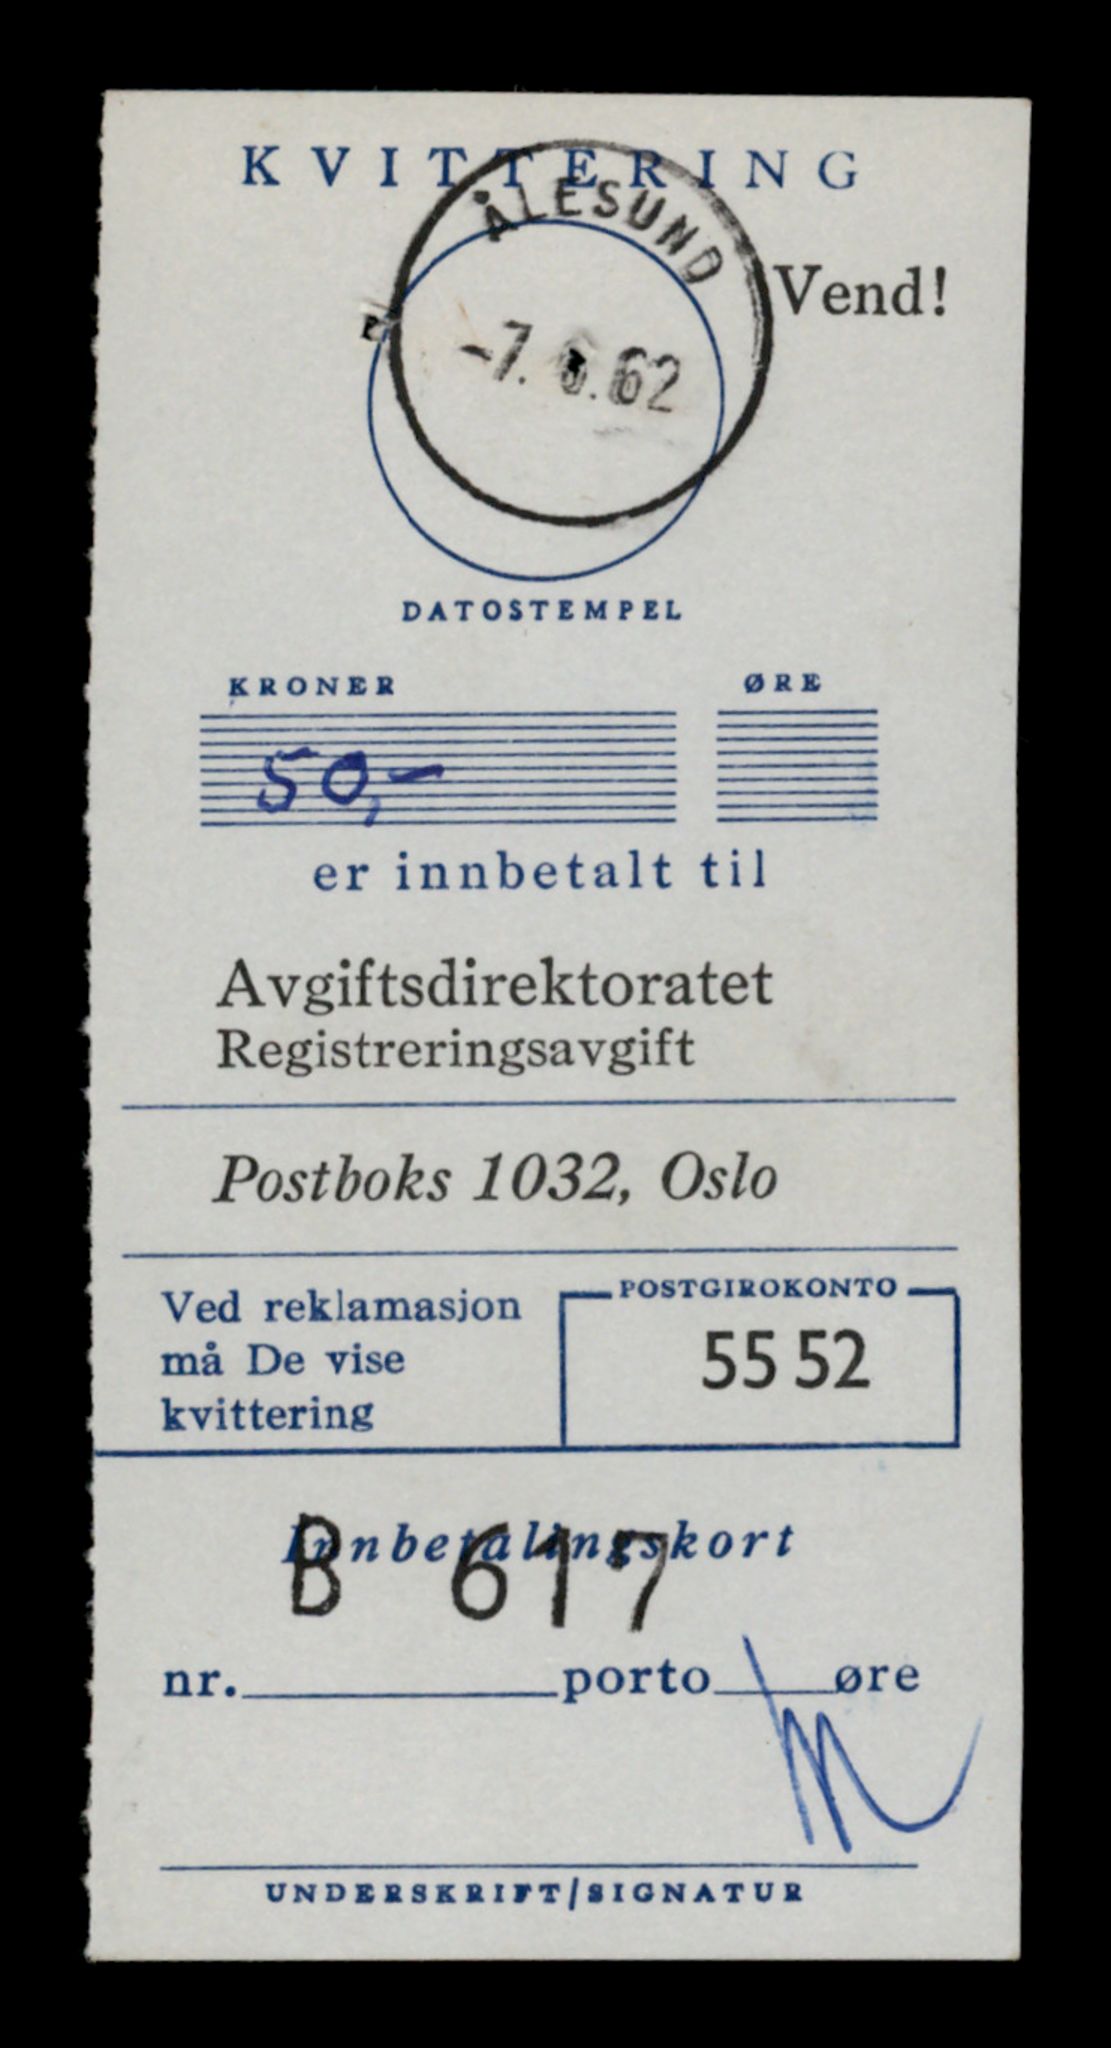 KVITTERING
ÅLESUND
Vend!
-7. 6.62
DATOSTEMPEL
KRONER ØRE
50,-
er innbetalt til
Avgiftsdirektoratet
Registreringsavgift
Postboks 1032, Oslo
Ved reklamasjon
må De vise
kvittering
POSTGIROKONTO
55 52
Innbetalingskort
B 617
nr. porto øre
UNDERSKRIFT/SIGNATUR